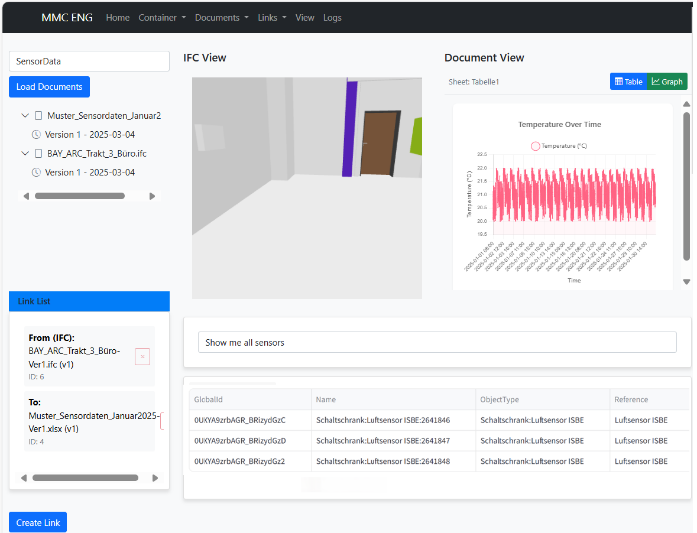 MMC ENG Home Container Documents Links View Logs
SensorData
Load Documents
Muster_Sensordaten_Januar2
Version 1 - 2025-03-04
BAY_ARC_Trakt_3_Büro.ifc
Version 1 - 2025-03-04
IFC View
Document View
Sheet: Tabelle1
Table Graph
Temperature Over Time
Temperature (°C)
Temperature (°C)
22.0
21.5
21.0
20.5
20.0
19.5
Time
Link List
From (IFC):
BAY_ARC_Trakt_3_Büro-
Ver1.ifc (v1)
ID: 6
To:
Muster_Sensordaten_Januar2025-
Ver1.xlsx (v1)
ID: 4
Create Link
Show me all sensors
GlobalId Name ObjectType Reference
0UKYA9zrbAGR_BRizydGzC Schaltschrank:Luftsensor ISBE:2641846 Schaltschrank:Luftsensor ISBE Luftsensor ISBE
0UKYA9zrbAGR_BRizydGzD Schaltschrank:Luftsensor ISBE:2641847 Schaltschrank:Luftsensor ISBE Luftsensor ISBE
0UKYA9zrbAGR_BRizydGz2 Schaltschrank:Luftsensor ISBE:2641848 Schaltschrank:Luftsensor ISBE Luftsensor ISBE